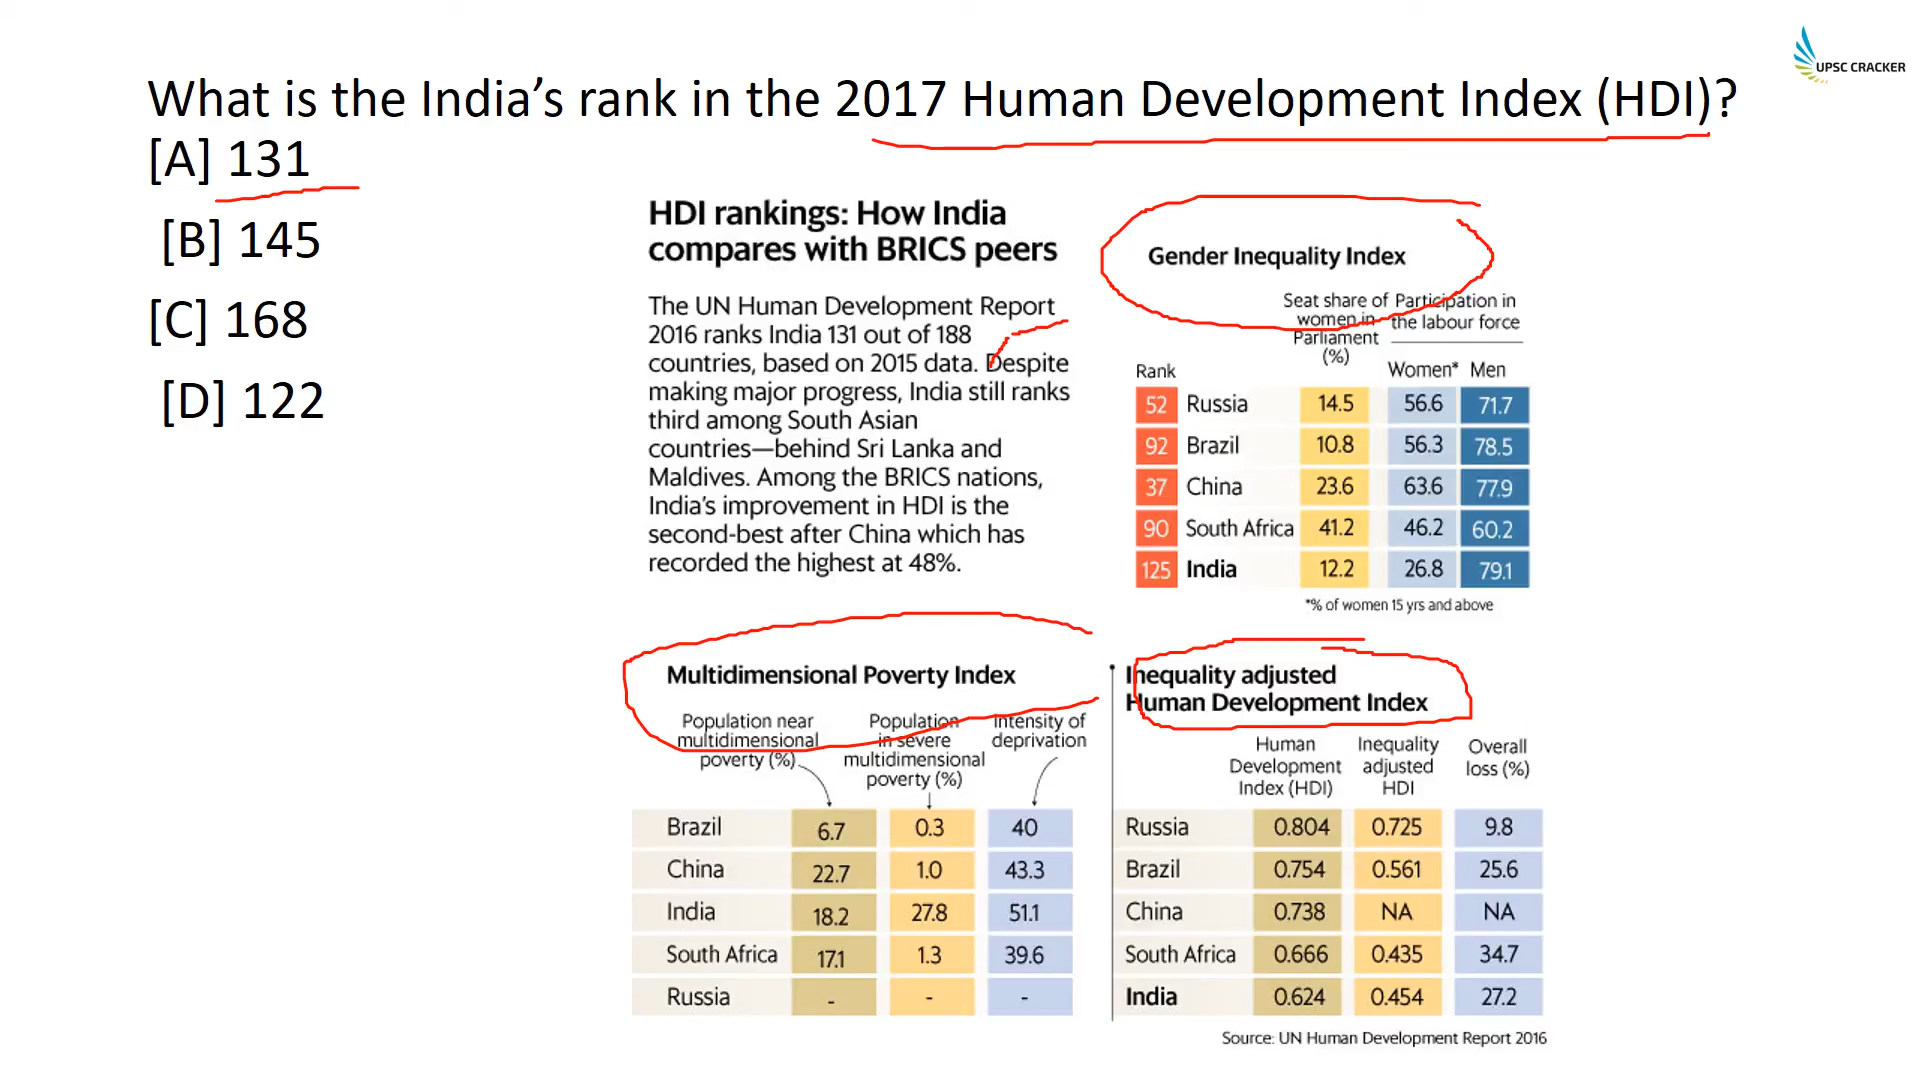 UPSC CRACKER
What is the India’s rank in the 2017 Human Development Index (HDI)?
[A] 131
[B] 145
[C] 168
[D] 122
HDI rankings: How India
compares with BRICS peers
The UN Human Development Report
2016 ranks India 131 out of 188
countries, based on 2015 data. Despite
making major progress, India still ranks
third among South Asian
countries—behind Sri Lanka and
Maldives. Among the BRICS nations,
India’s improvement in HDI is the
second-best after China which has
recorded the highest at 48%.
Gender Inequality Index
Seat share of
women in
Parliament
(%)
Participation in
the labour force
Rank
Women* Men
52 Russia 14.5 56.6 71.7
92 Brazil 10.8 56.3 78.5
37 China 23.6 63.6 77.9
90 South Africa 41.2 46.2 60.2
125 India 12.2 26.8 79.1
*% of women 15 yrs and above
Multidimensional Poverty Index
Population near
multidimensional
poverty (%)
Population
in severe
multidimensional
poverty (%)
Intensity of
deprivation
Brazil 6.7 0.3 40
China 22.7 1.0 43.3
India 18.2 27.8 51.1
South Africa 17.1 1.3 39.6
Russia - - -
Inequality adjusted
Human Development Index
Human
Development
Index (HDI)
Inequality
adjusted
HDI
Overall
loss (%)
Russia 0.804 0.725 9.8
Brazil 0.754 0.561 25.6
China 0.738 NA NA
South Africa 0.666 0.435 34.7
India 0.624 0.454 27.2
Source: UN Human Development Report 2016